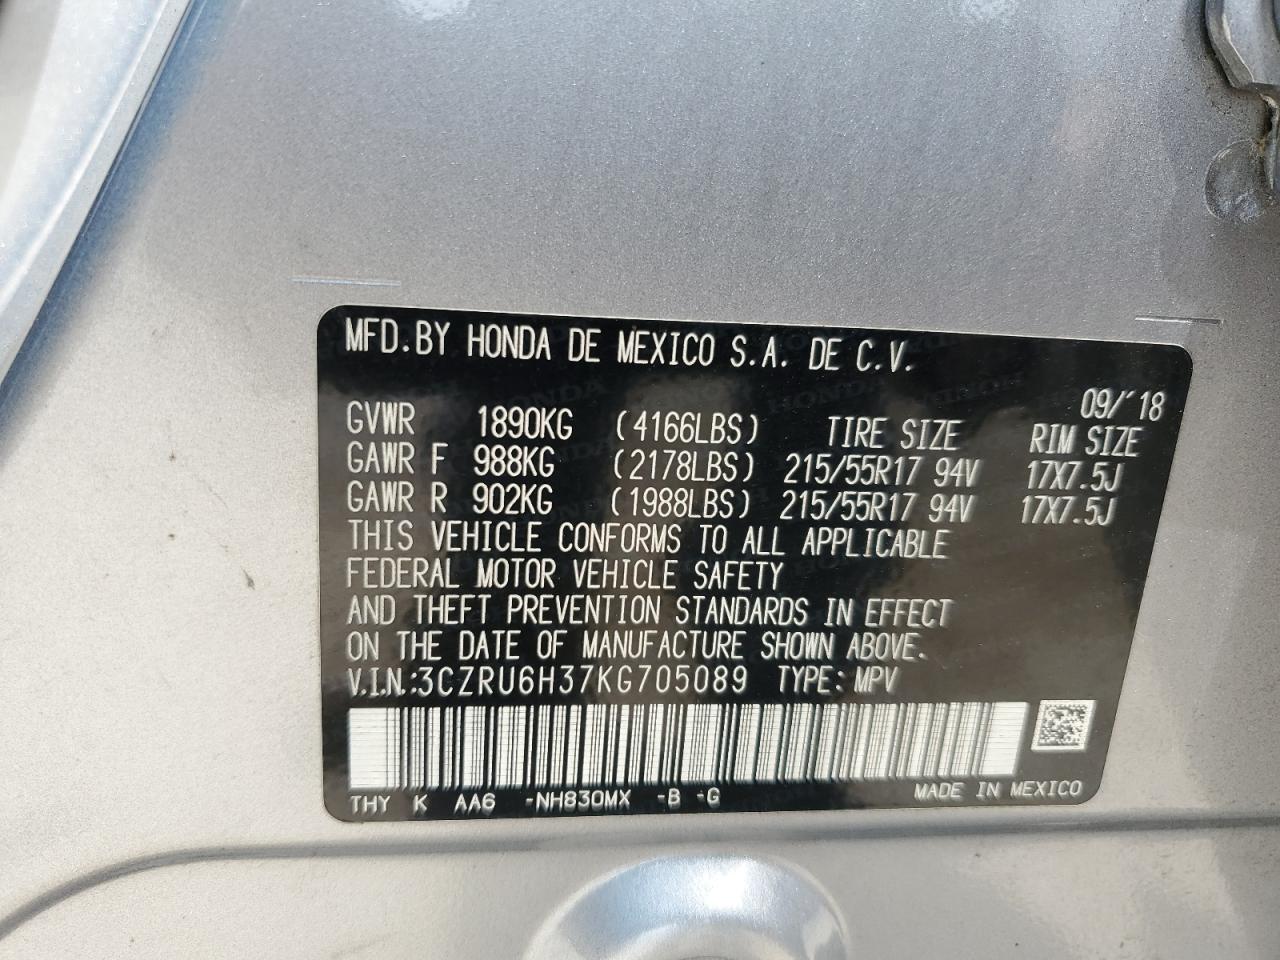 MFD.BY HONDA DE MEXICO S.A. DE C.V.
09/'18
GVWR 1890KG (4166LBS) TIRE SIZE RIM SIZE
GAWR F 988KG (2178LBS) 215/55R17 94V 17X7.5J
GAWR R 902KG (1988LBS) 215/55R17 94V 17X7.5J
THIS VEHICLE CONFORMS TO ALL APPLICABLE
FEDERAL MOTOR VEHICLE SAFETY
AND THEFT PREVENTION STANDARDS IN EFFECT
ON THE DATE OF MANUFACTURE SHOWN ABOVE.
V.I.N.:3CZRU6H37KG705089 TYPE: MPV
THY K AA6 -NH830MX -B -G MADE IN MEXICO